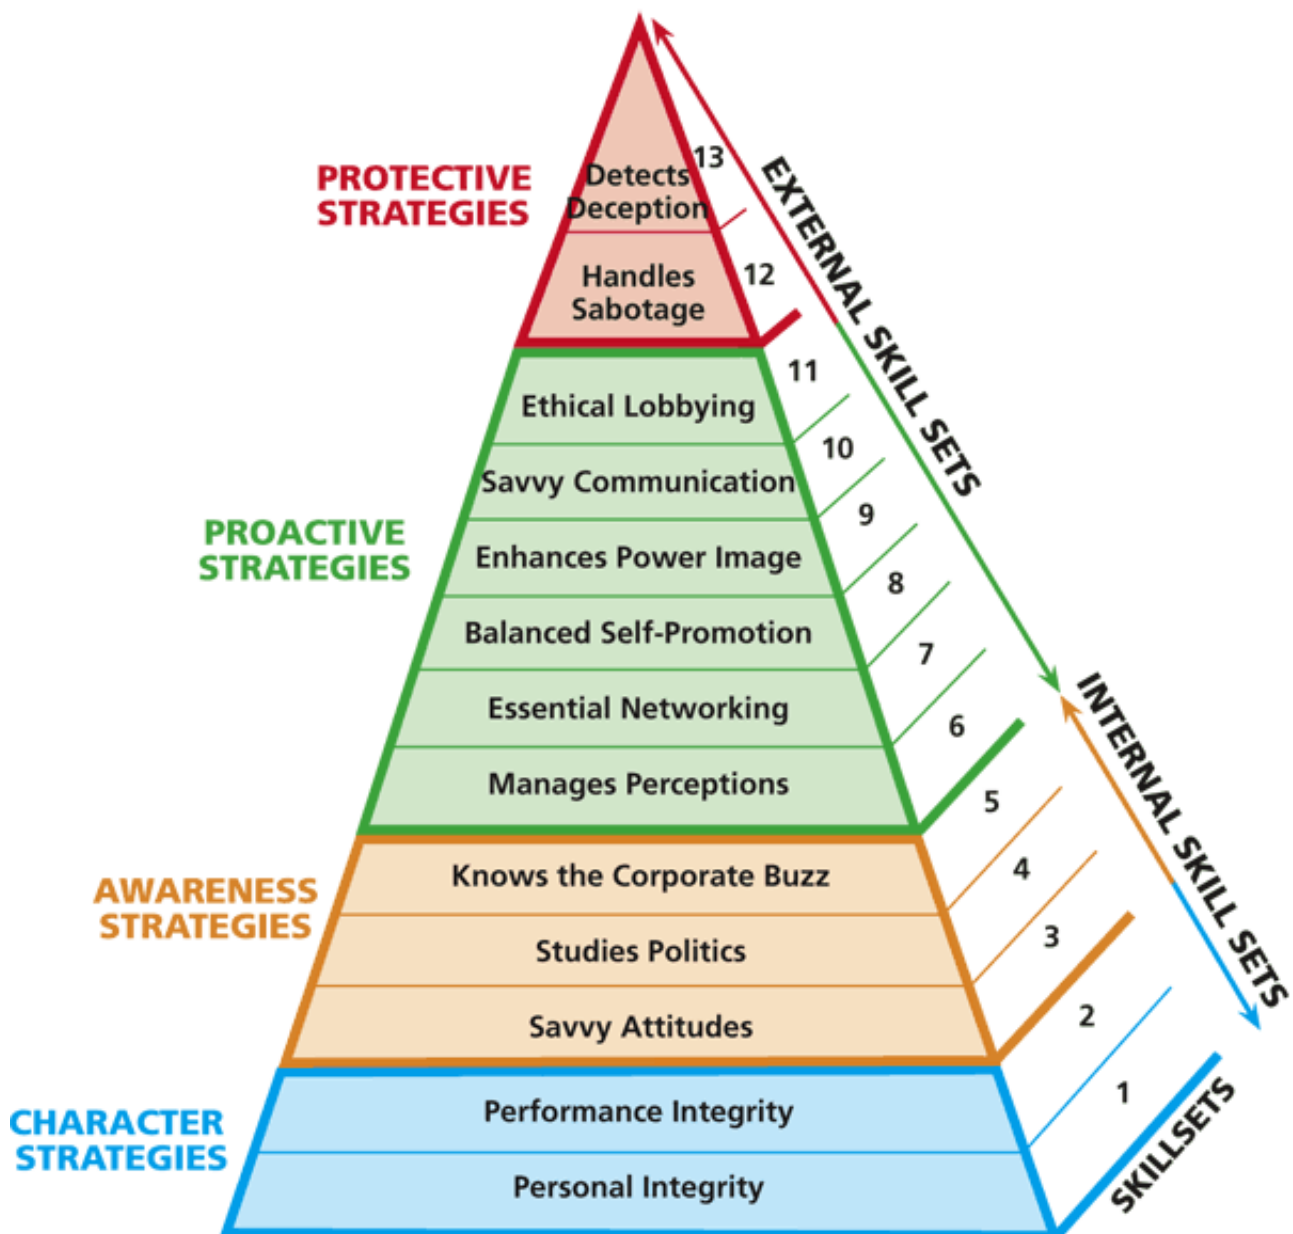 13
PROTECTIVE
STRATEGIES
Detects
Deception
EXTERNAL SKILL SETS
12
Handles
Sabotage
11
Ethical Lobbying
10
Savvy Communication
9
PROACTIVE
STRATEGIES
Enhances Power Image
8
Balanced Self-Promotion
7
Essential Networking
6
INTERNAL SKILL SETS
Manages Perceptions
5
AWARENESS
STRATEGIES
Knows the Corporate Buzz
4
Studies Politics
3
Savvy Attitudes
2
CHARACTER
STRATEGIES
Performance Integrity
1
Personal Integrity
SKILLSETS